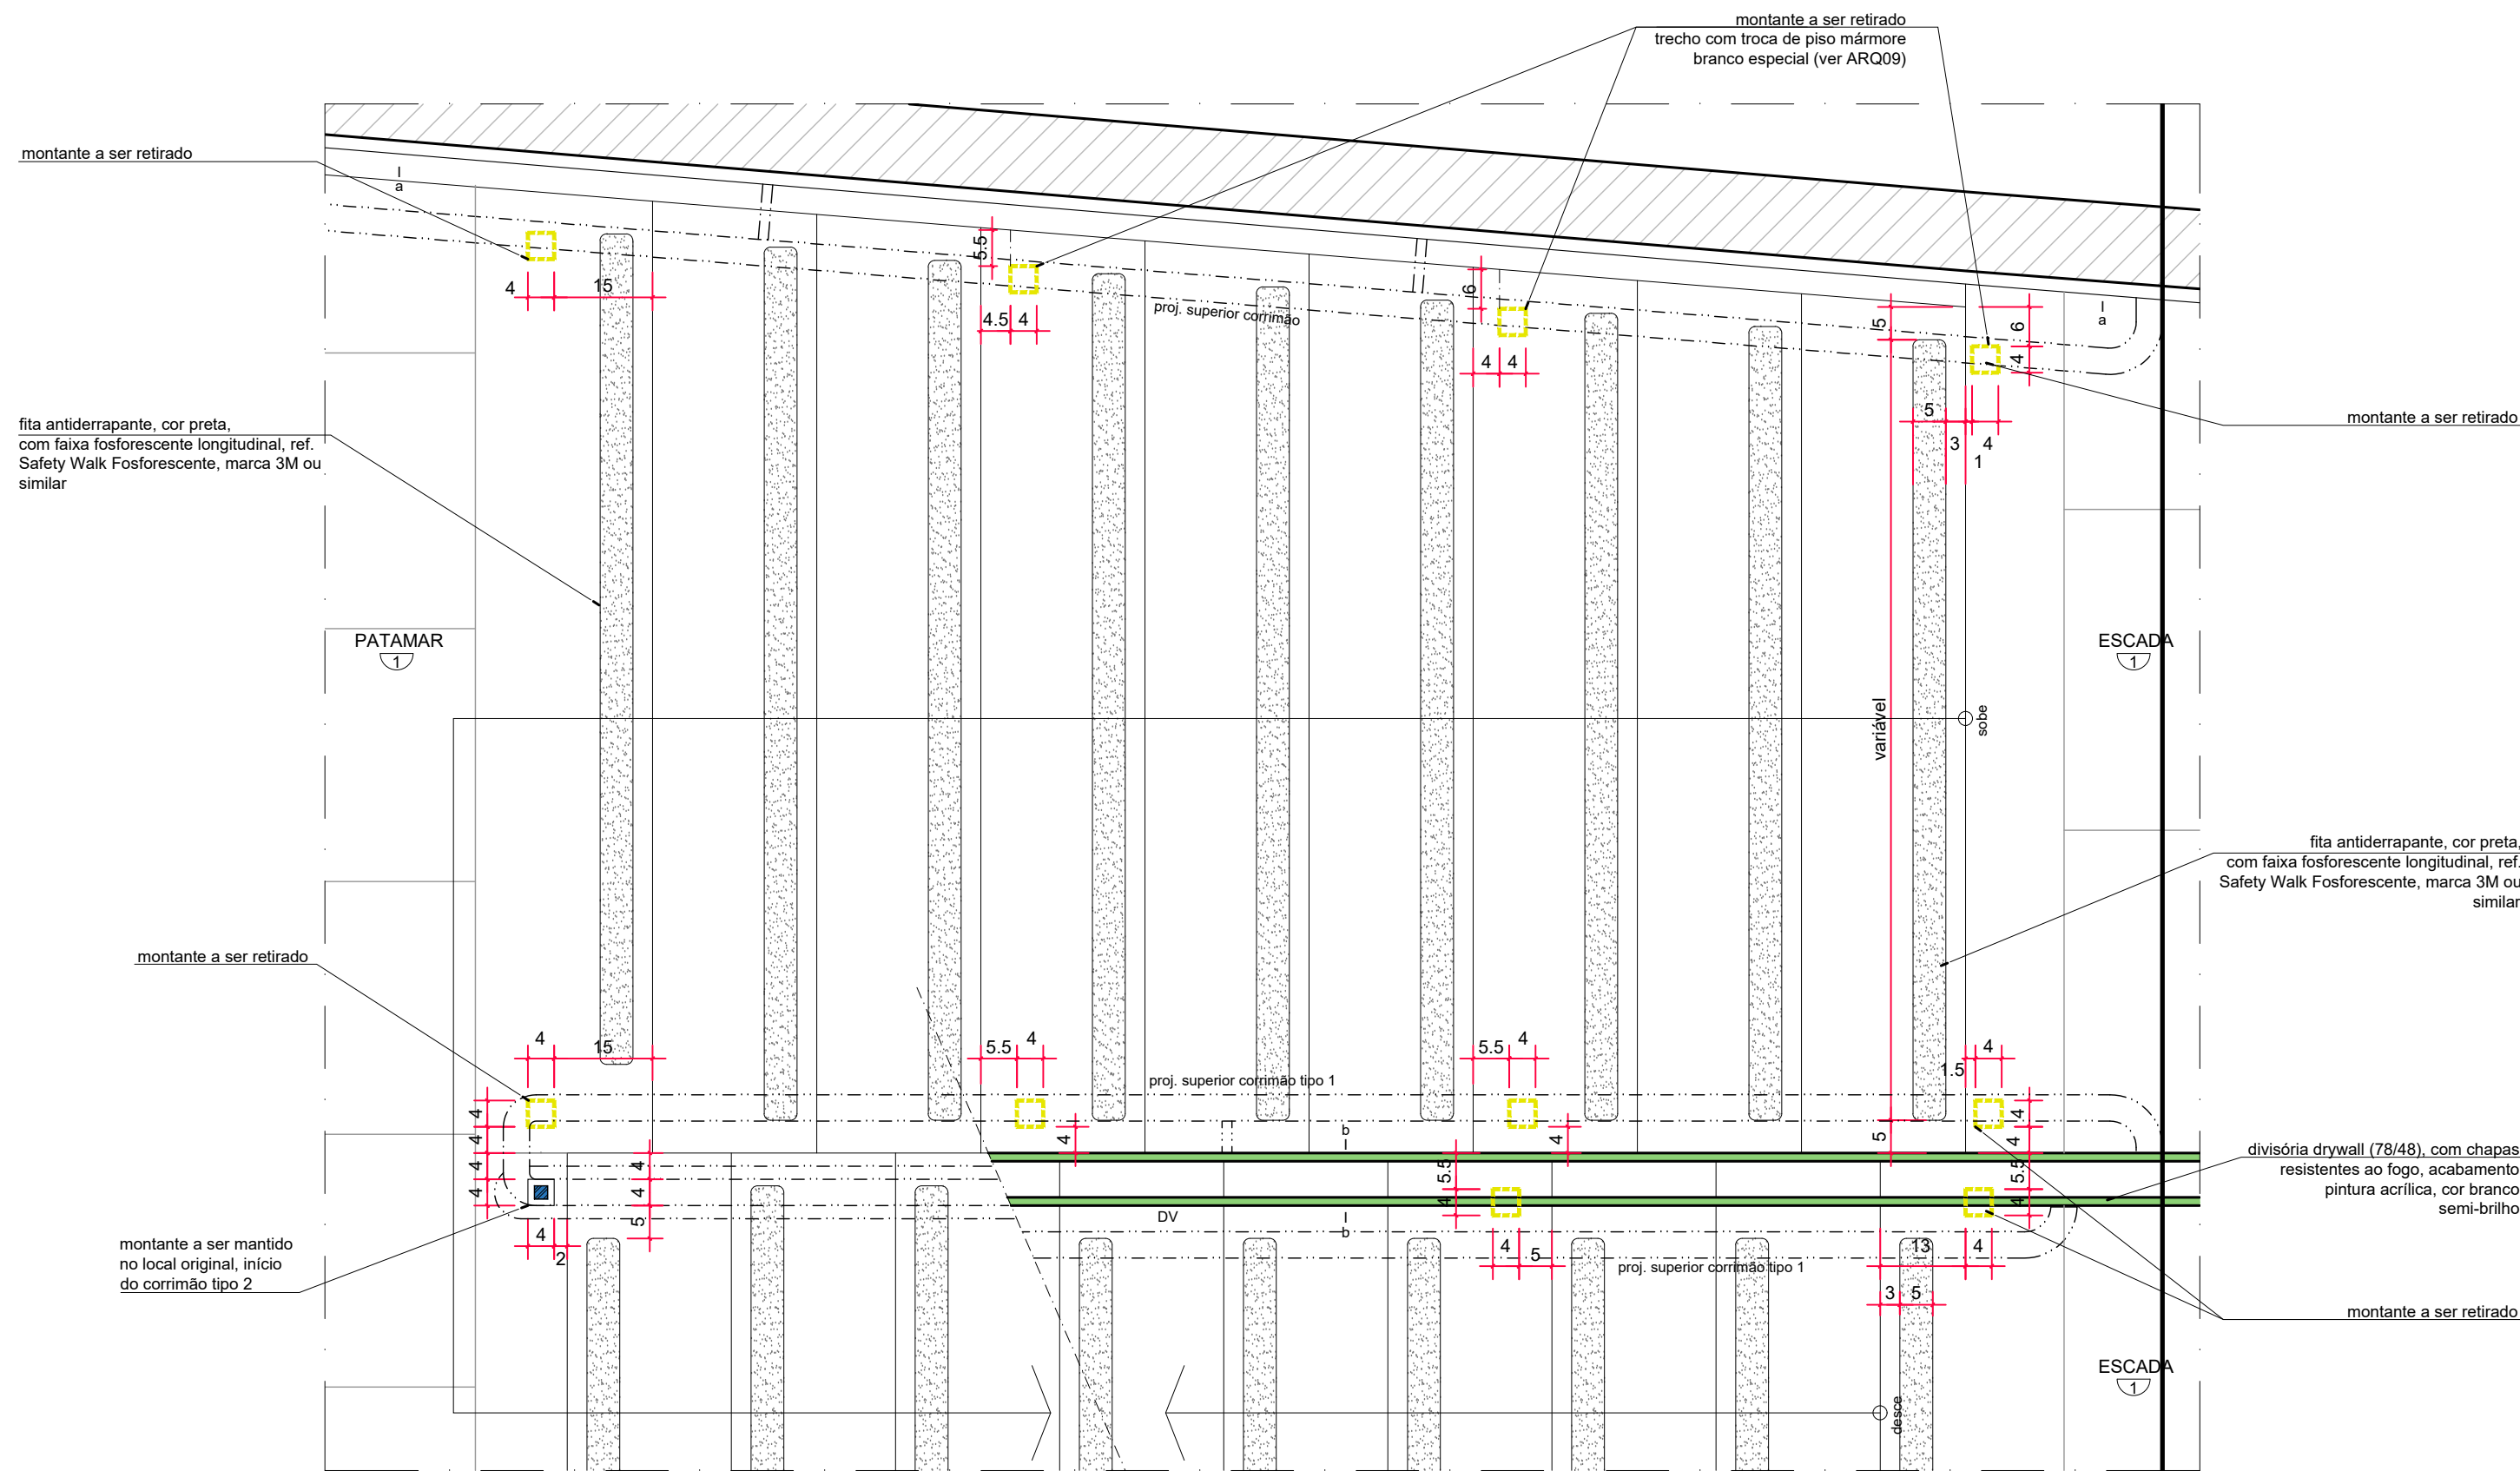 montante a ser retirado
trecho com troca de piso mármore
branco especial (ver ARQ09)
montante a ser retirado
l
a
5.5
4
15
6
proj. superior corrimão
4.5
4
4
4
5
6
4
l
a
5
3
4
1
montante a ser retirado
fita antiderrapante, cor preta,
com faixa fosforescente longitudinal, ref.
Safety Walk Fosforescente, marca 3M ou
similar
PATAMAR
1
ESCADA
1
variável
sobe
fita antiderrapante, cor preta,
com faixa fosforescente longitudinal, ref.
Safety Walk Fosforescente, marca 3M ou
similar
montante a ser retirado
4
15
5.5
4
5.5
4
4
1.5
proj. superior corrimão tipo 1
4
4
4
4
4
4
5
4
4
b
l
5
4
4
5.5
4
5.5
4
divisória drywall (78/48), com chapas
resistentes ao fogo, acabamento
pintura acrílica, cor branco
semi-brilho
DV
l
b
4
2
4
5
13
4
proj. superior corrimão tipo 1
3
5
montante a ser mantido
no local original, início
do corrimão tipo 2
montante a ser retirado
ESCADA
1
desce